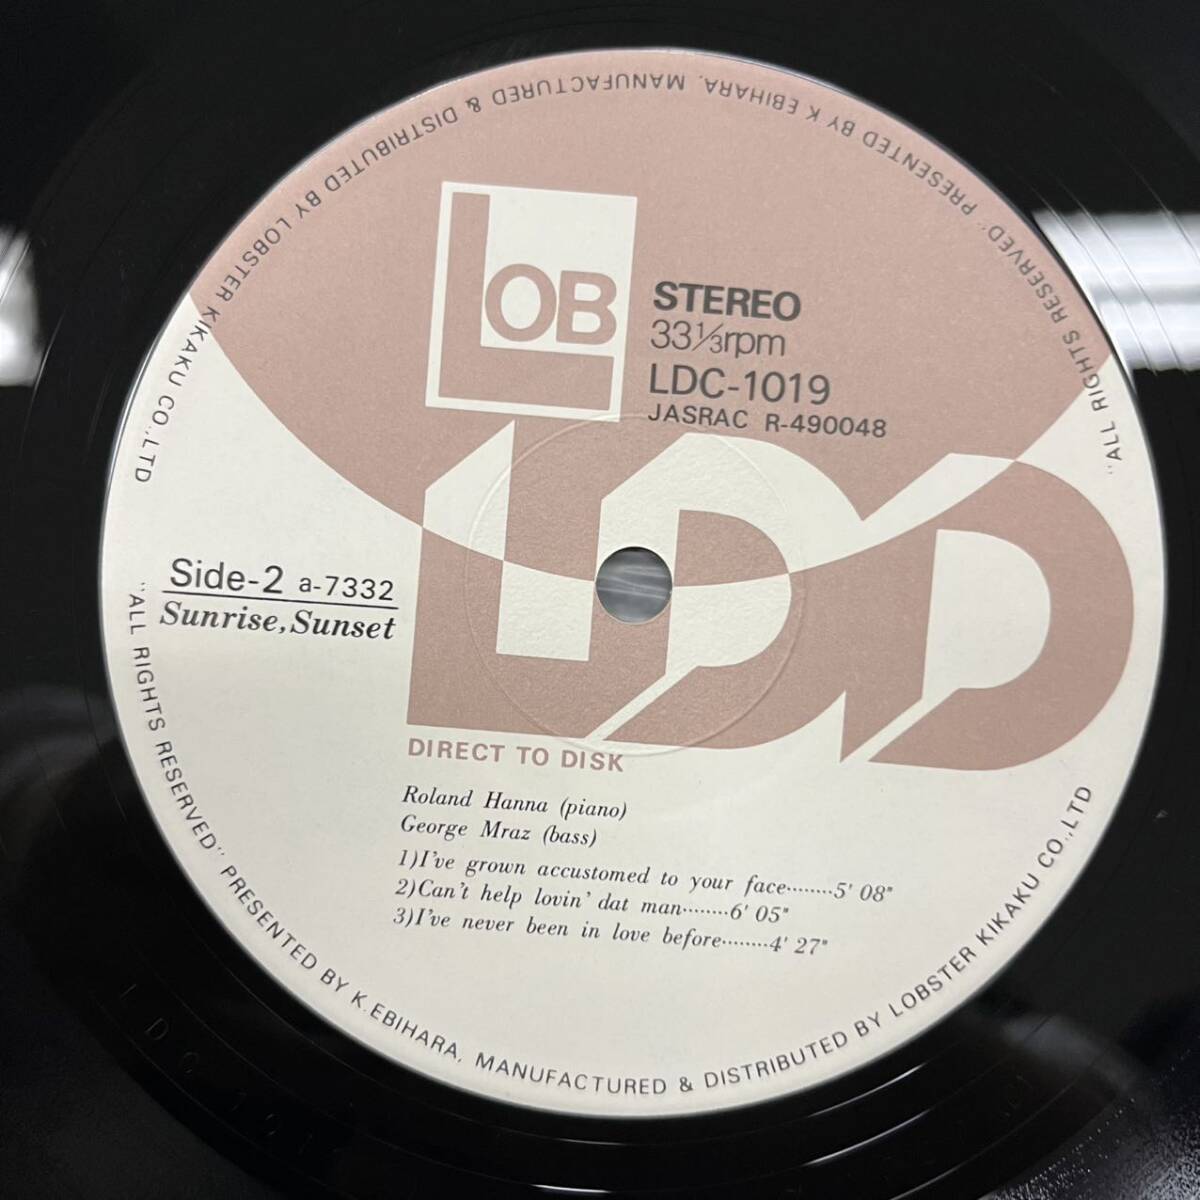 LOB
STEREO
33⅓rpm
LDC-1019
JASRAC R-490048
LDD
Side-2 a-7332
Sunrise, Sunset
DIRECT TO DISK
Roland Hanna (piano)
George Mraz (bass)
1)I've grown accustomed to your face········5' 08"
2)Can't help lovin' dat man········6' 05"
3)I've never been in love before········4' 27"
"ALL RIGHTS RESERVED" PRESENTED BY K.EBIHARA, MANUFACTURED & DISTRIBUTED BY LOBSTER KIKAKU CO.,LTD
"ALL RIGHTS RESERVED" PRESENTED BY K EBIHARA, MANUFACTURED & DISTRIBUTED BY LOBSTER KIKAKU CO.,LTD